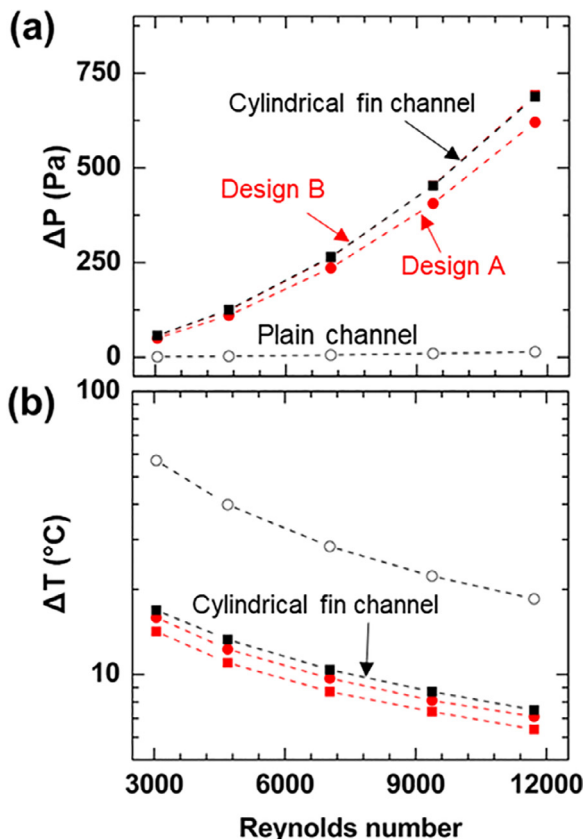 (a)
750
500
250
0
ΔP (Pa)
Cylindrical fin channel
Design B
Design A
Plain channel
(b)
100
10
ΔT (°C)
Cylindrical fin channel
3000 6000 9000 12000
Reynolds number